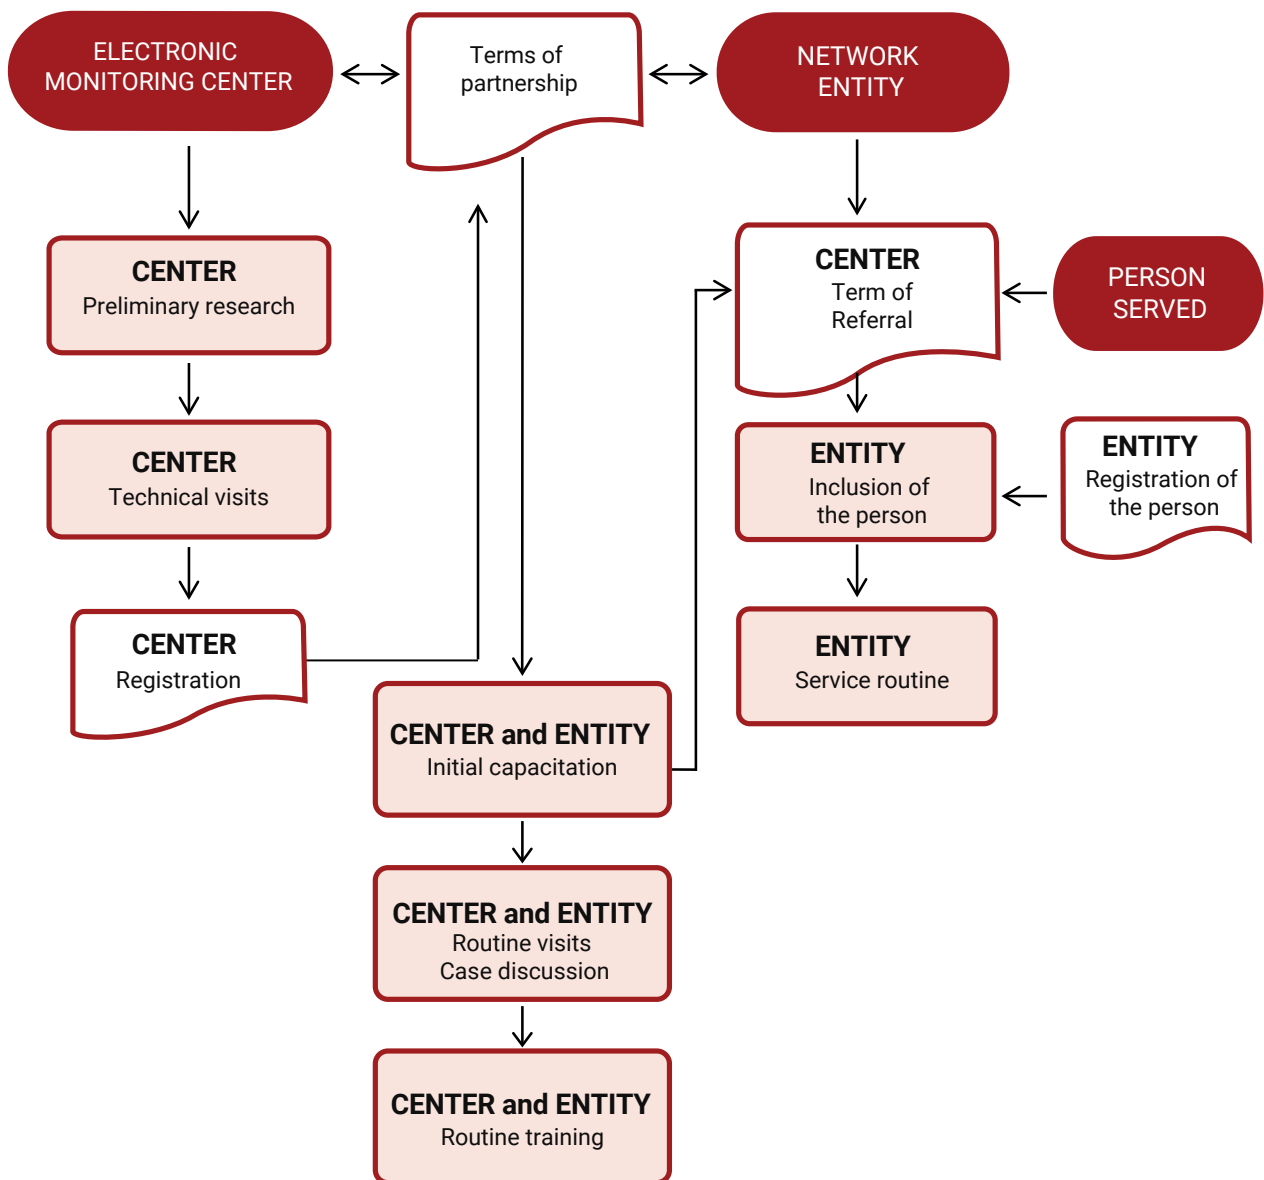 ELECTRONIC
MONITORING CENTER
Terms of
partnership
NETWORK
ENTITY
CENTER
Preliminary research
CENTER
Term of
Referral
PERSON
SERVED
CENTER
Technical visits
ENTITY
Inclusion of
the person
ENTITY
Registration of
the person
CENTER
Registration
ENTITY
Service routine
CENTER and ENTITY
Initial capacitation
CENTER and ENTITY
Routine visits
Case discussion
CENTER and ENTITY
Routine training